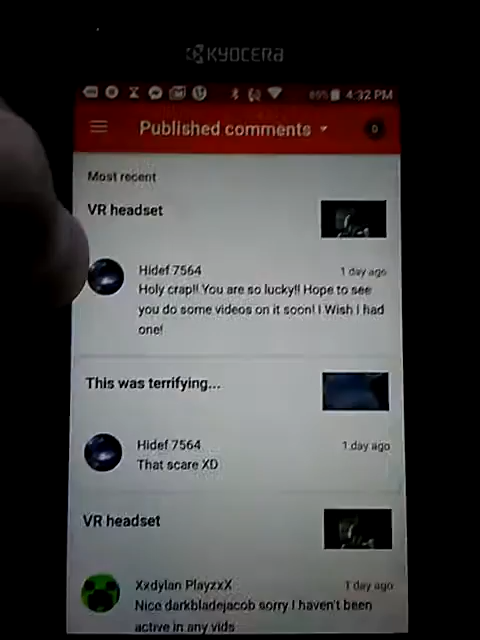 KYOCERA
4:32 PM
Published comments
0
Most recent
VR headset
Hidef 7564
1 day ago
Holy crap!! You are so lucky!! Hope to see
you do some videos on it soon! I Wish I had
one!
This was terrifying...
Hidef 7564
1 day ago
That scare XD
VR headset
Xxdylan PlayzxX
1 day ago
Nice darkbladejacob sorry I haven't been
active in any vids